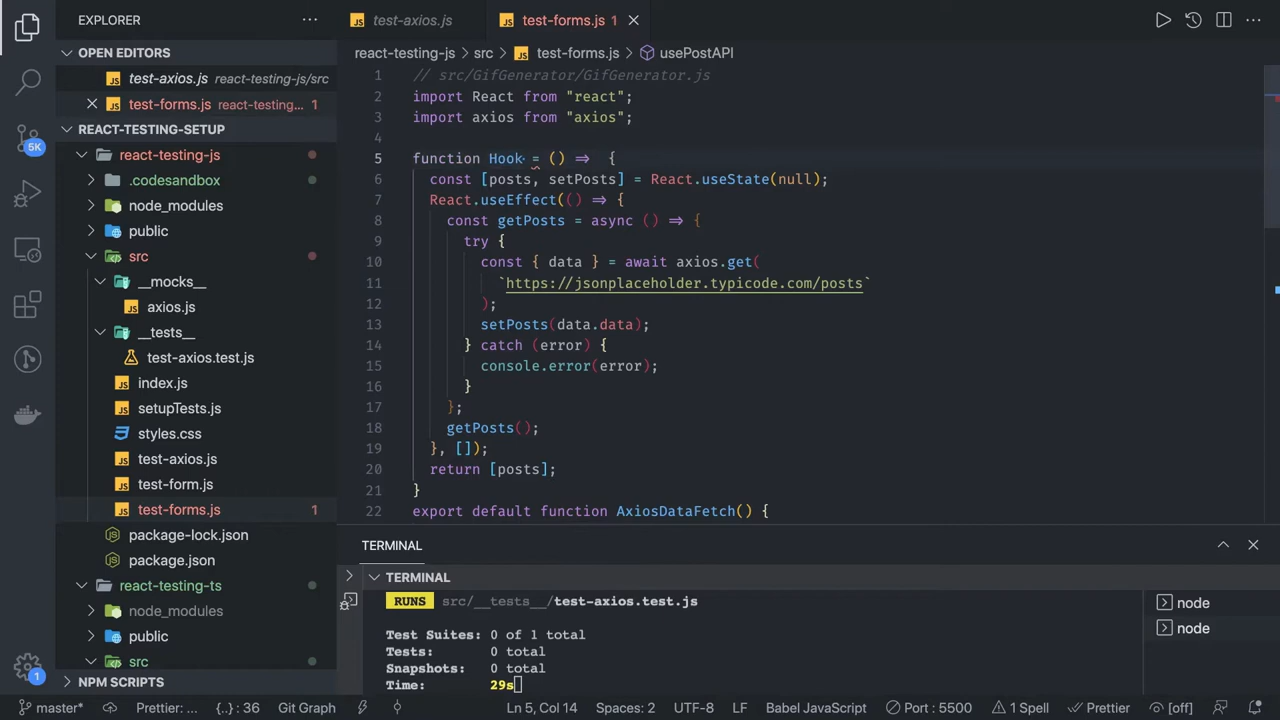 EXPLORER
test-axios.js
test-forms.js 1
OPEN EDITORS
test-axios.js react-testing-js/src
test-forms.js react-testing... 1
REACT-TESTING-SETUP
react-testing-js
.codesandbox
node_modules
public
src
__mocks__
axios.js
__tests__
test-axios.test.js
index.js
setupTests.js
styles.css
test-axios.js
test-form.js
test-forms.js 1
package-lock.json
package.json
react-testing-ts
node_modules
public
src
NPM SCRIPTS
5K
1
react-testing-js > src > test-forms.js > usePostAPI
1 // src/GifGenerator/GifGenerator.js
2 import React from "react";
3 import axios from "axios";
4
5 function Hook = () => {
6 const [posts, setPosts] = React.useState(null);
7 React.useEffect(() => {
8 const getPosts = async () => {
9 try {
10 const { data } = await axios.get(
11 `https://jsonplaceholder.typicode.com/posts`
12 );
13 setPosts(data.data);
14 } catch (error) {
15 console.error(error);
16 }
17 };
18 getPosts();
19 }, []);
20 return [posts];
21 }
22 export default function AxiosDataFetch() {
TERMINAL
TERMINAL
RUNS src/__tests__/test-axios.test.js
Test Suites: 0 of 1 total
Tests: 0 total
Snapshots: 0 total
Time: 29s
node
node
master* Prettier: ... {..} : 36 Git Graph Ln 5, Col 14 Spaces: 2 UTF-8 LF Babel JavaScript Port : 5500 1 Spell Prettier [off]